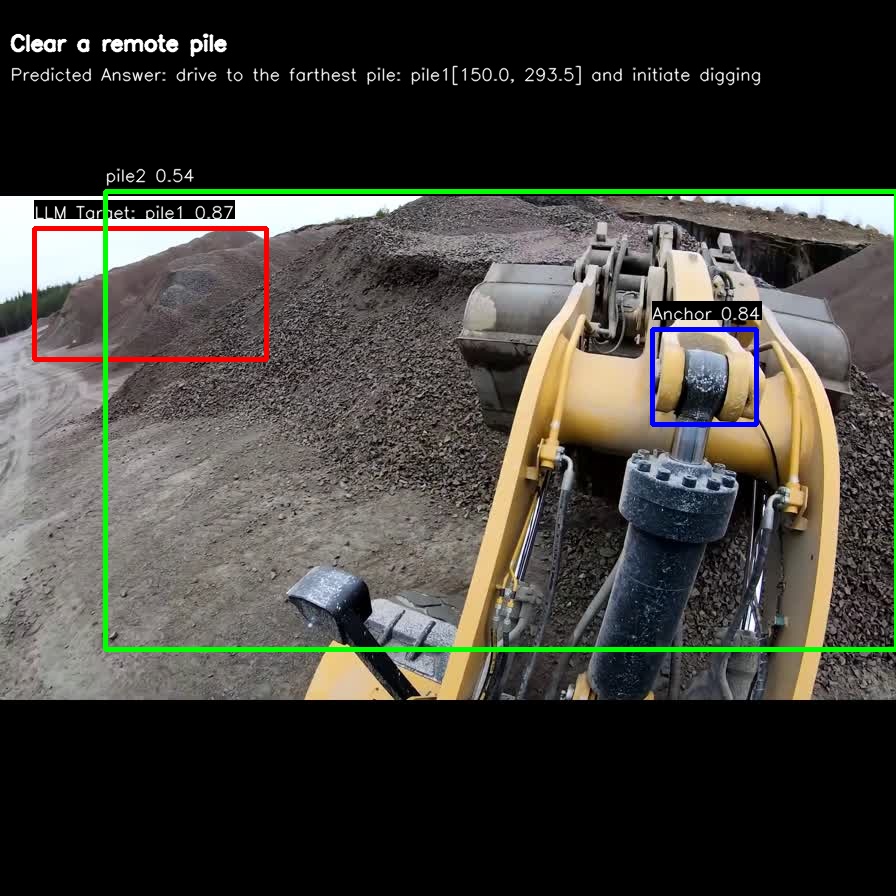 Clear a remote pile
Predicted Answer: drive to the farthest pile: pile1[150.0, 293.5] and initiate digging
pile2 0.54
LLM Target: pile1 0.87
Anchor 0.84